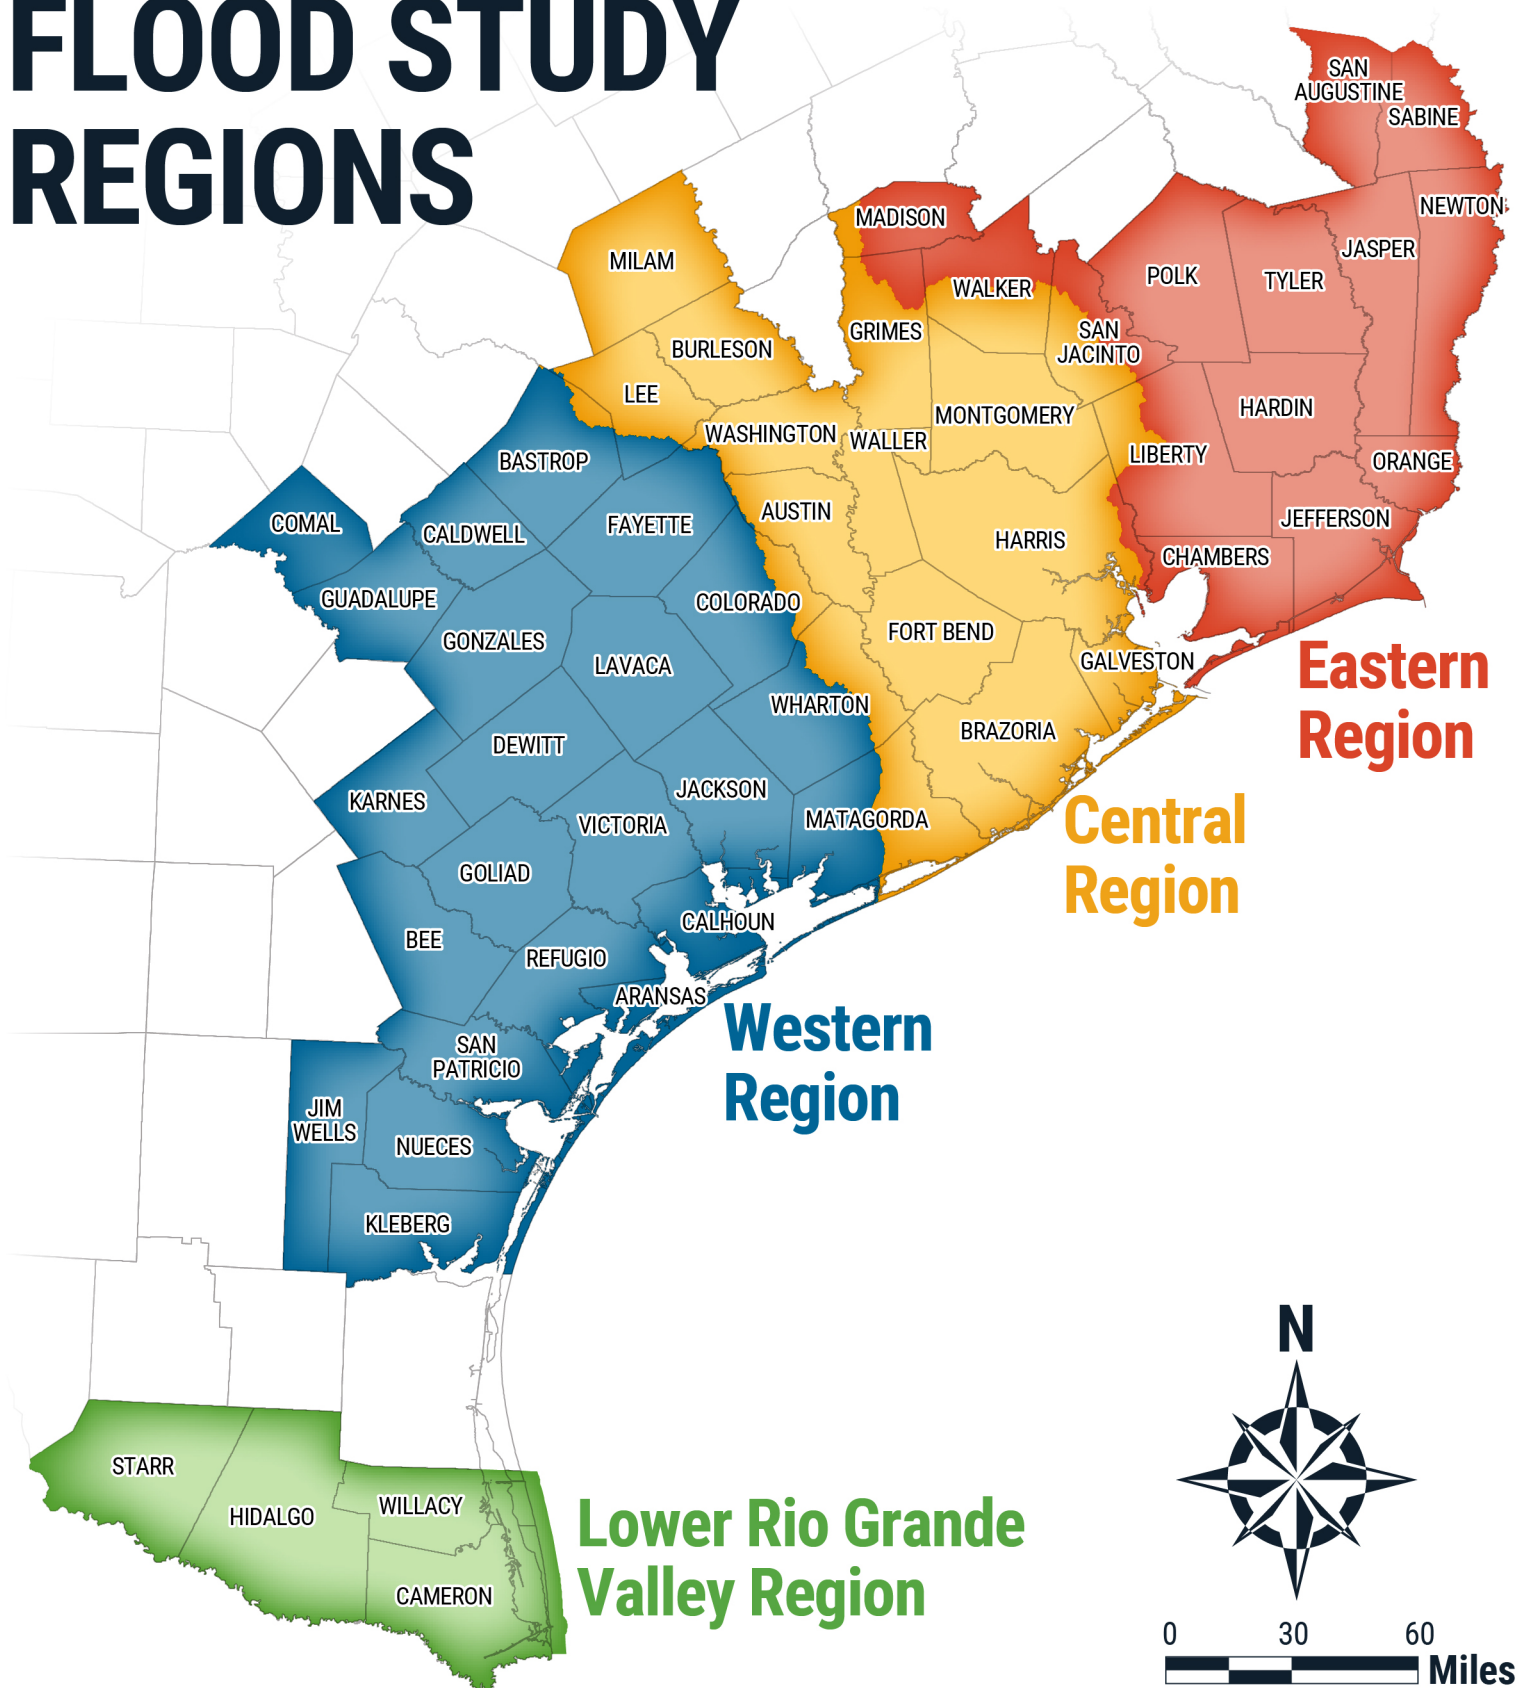 FLOOD STUDY
REGIONS
SAN
AUGUSTINE
SABINE
NEWTON
MADISON
JASPER
MILAM
POLK
TYLER
WALKER
GRIMES
SAN
JACINTO
BURLESON
LEE
HARDIN
MONTGOMERY
WASHINGTON
WALLER
LIBERTY
ORANGE
BASTROP
AUSTIN
JEFFERSON
COMAL
CALDWELL
FAYETTE
HARRIS
CHAMBERS
GUADALUPE
COLORADO
GONZALES
FORT BEND
LAVACA
GALVESTON
Eastern
Region
WHARTON
BRAZORIA
DEWITT
JACKSON
KARNES
MATAGORDA
VICTORIA
Central
Region
GOLIAD
CALHOUN
BEE
REFUGIO
ARANSAS
Western
Region
SAN
PATRICIO
JIM
WELLS
NUECES
KLEBERG
STARR
HIDALGO
WILLACY
CAMERON
Lower Rio Grande
Valley Region
N
0 30 60
Miles